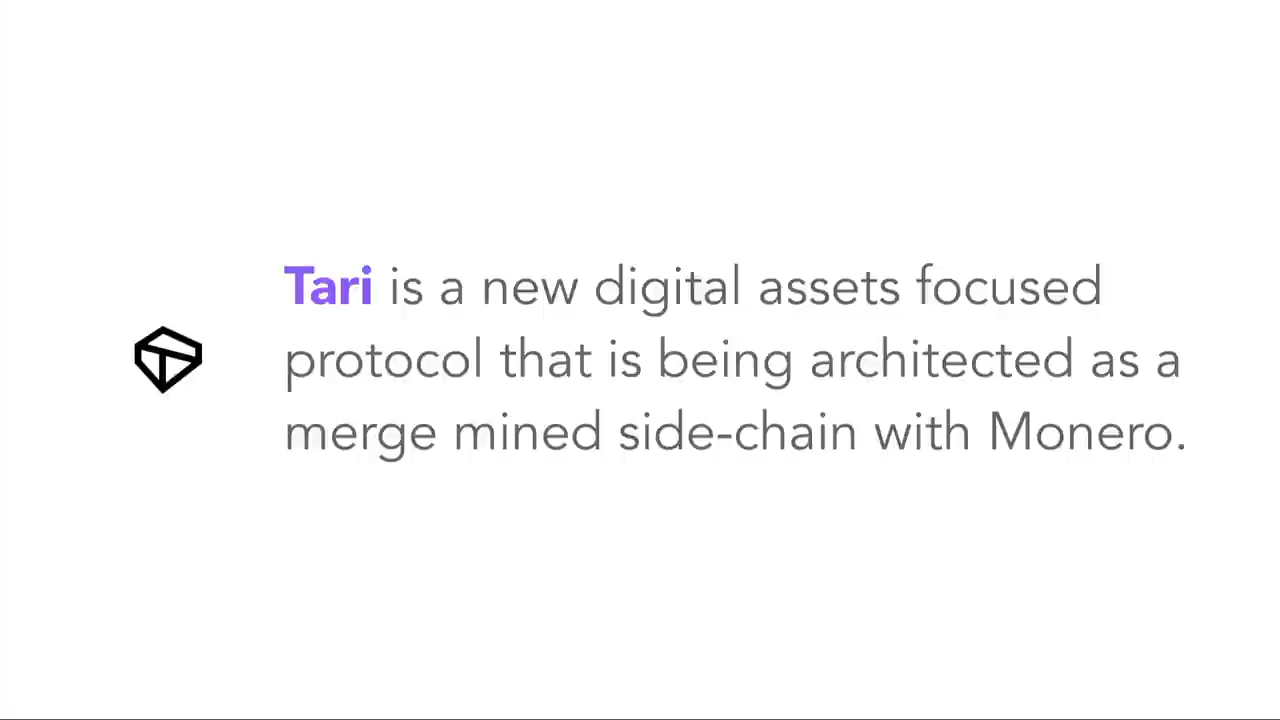 Tari is a new digital assets focused
protocol that is being architected as a
merge mined side-chain with Monero.